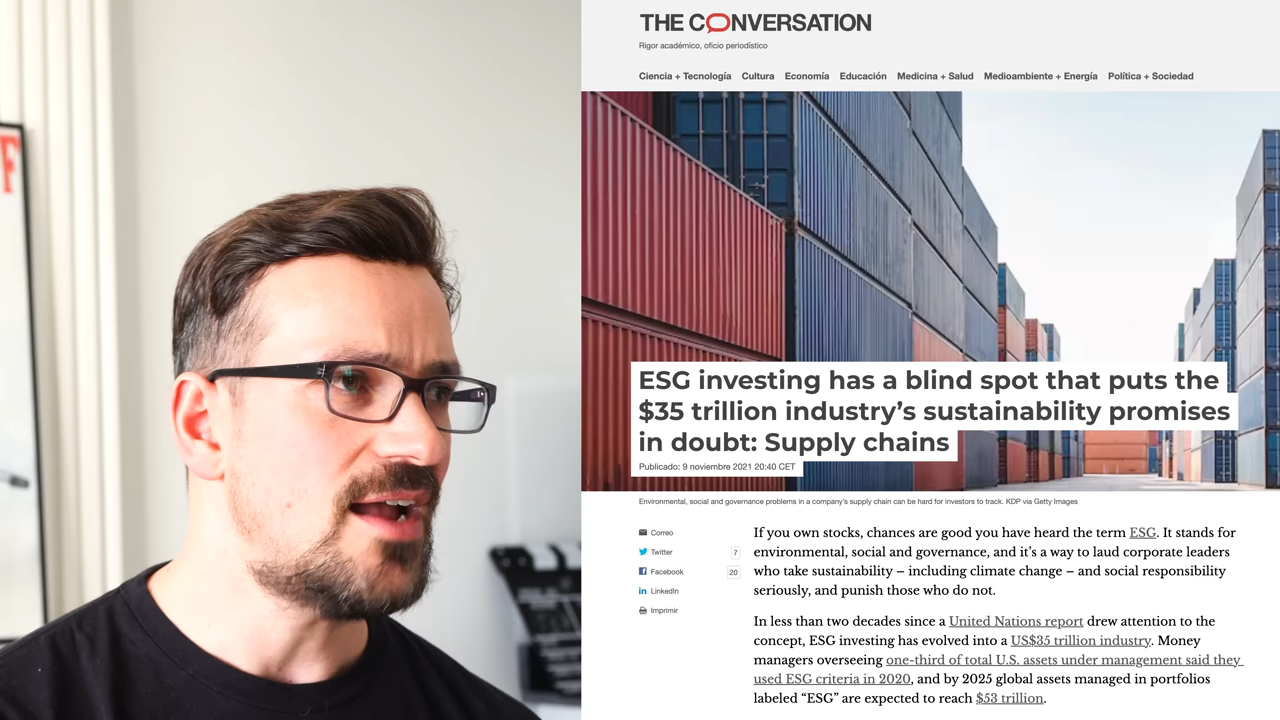 F
THE CONVERSATION
Rigor académico, oficio periodístico
Ciencia + Tecnología Cultura Economía Educación Medicina + Salud Medioambiente + Energía Política + Sociedad
ESG investing has a blind spot that puts the
$35 trillion industry’s sustainability promises
in doubt: Supply chains
Publicado: 9 noviembre 2021 20:40 CET
Environmental, social and governance problems in a company's supply chain can be hard for investors to track. KDP via Getty Images
Correo
Twitter 7
Facebook 20
LinkedIn
Imprimir
If you own stocks, chances are good you have heard the term ESG. It stands for
environmental, social and governance, and it’s a way to laud corporate leaders
who take sustainability – including climate change – and social responsibility
seriously, and punish those who do not.
In less than two decades since a United Nations report drew attention to the
concept, ESG investing has evolved into a US$35 trillion industry. Money
managers overseeing one-third of total U.S. assets under management said they
used ESG criteria in 2020, and by 2025 global assets managed in portfolios
labeled “ESG” are expected to reach $53 trillion.